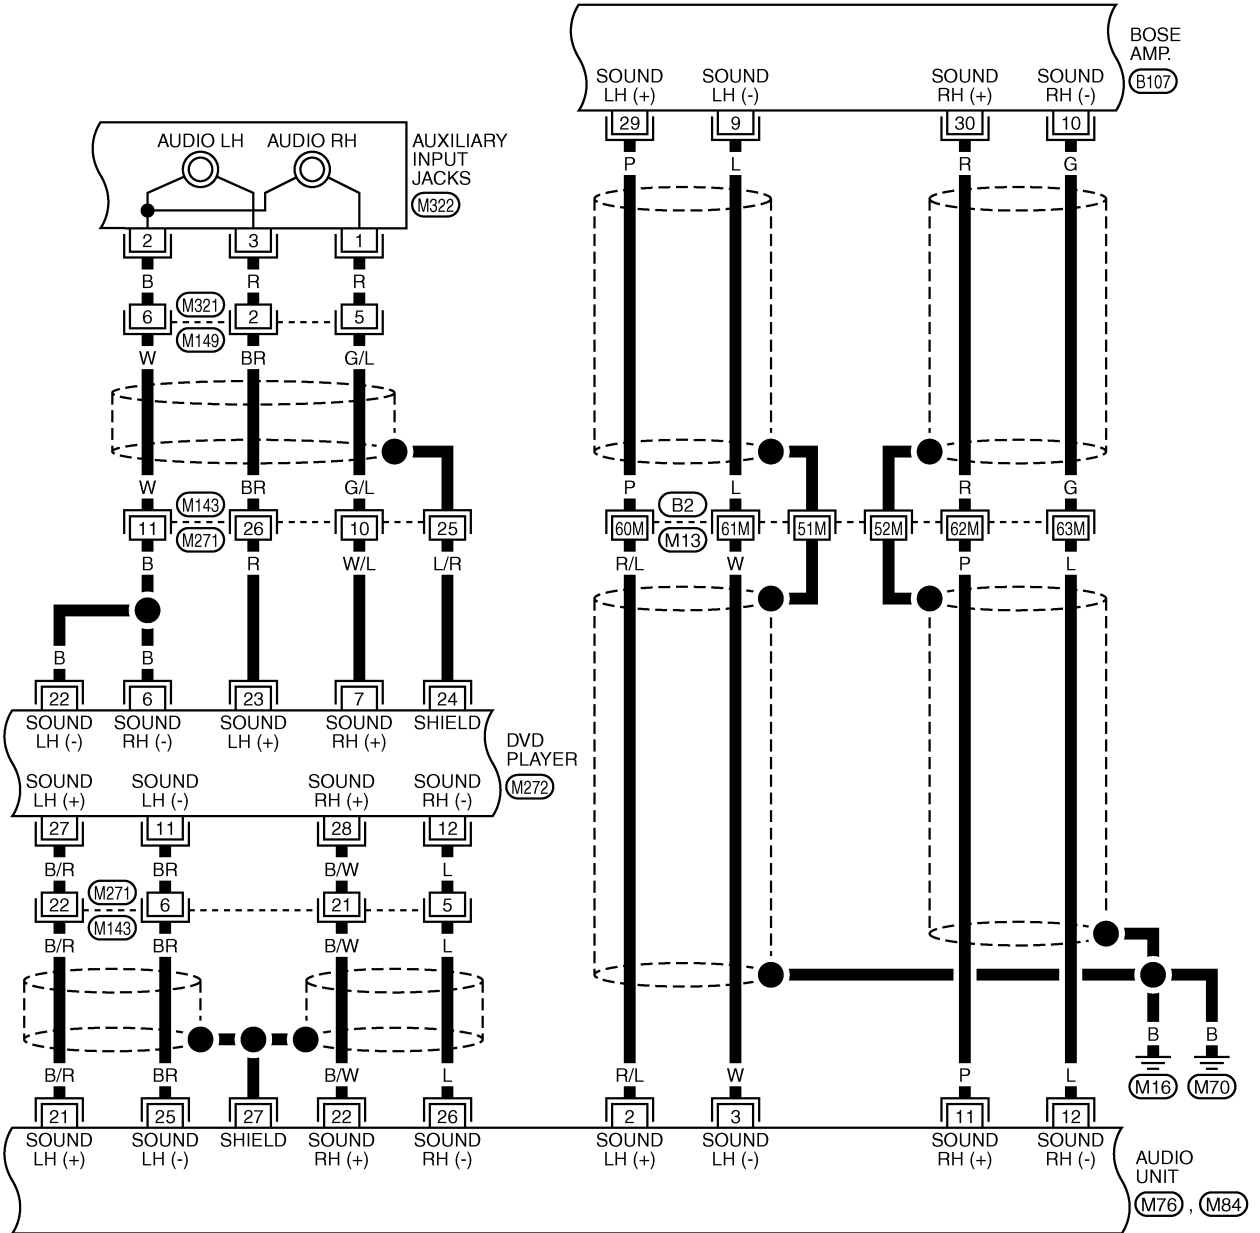 BOSE
AMP.
B107
SOUND LH (+)
SOUND LH (-)
SOUND RH (+)
SOUND RH (-)
29 9 30 10
P L R G
AUDIO LH AUDIO RH
AUXILIARY
INPUT
JACKS
M322
2 3 1
B R R
M321
6 2 5
M149
W BR G/L
W BR G/L
P L R G
M143
11 26 10 25
M271
B2
60M 61M 51M 52M 62M 63M
M13
B R W/L L/R
R/L W P L
B B
22 6 23 7 24
SOUND LH (-)
SOUND RH (-)
SOUND LH (+)
SOUND RH (+)
SHIELD
DVD
PLAYER
M272
SOUND LH (+)
SOUND LH (-)
SOUND RH (+)
SOUND RH (-)
27 11 28 12
B/R BR B/W L
M271
22 6 21 5
M143
B/R BR B/W L
B B
M16 M70
B/R BR B/W L
R/L W P L
21 25 27 22 26
2 3 11 12
SOUND LH (+)
SOUND LH (-)
SHIELD
SOUND RH (+)
SOUND RH (-)
SOUND LH (+)
SOUND LH (-)
SOUND RH (+)
SOUND RH (-)
AUDIO
UNIT
M76 , M84